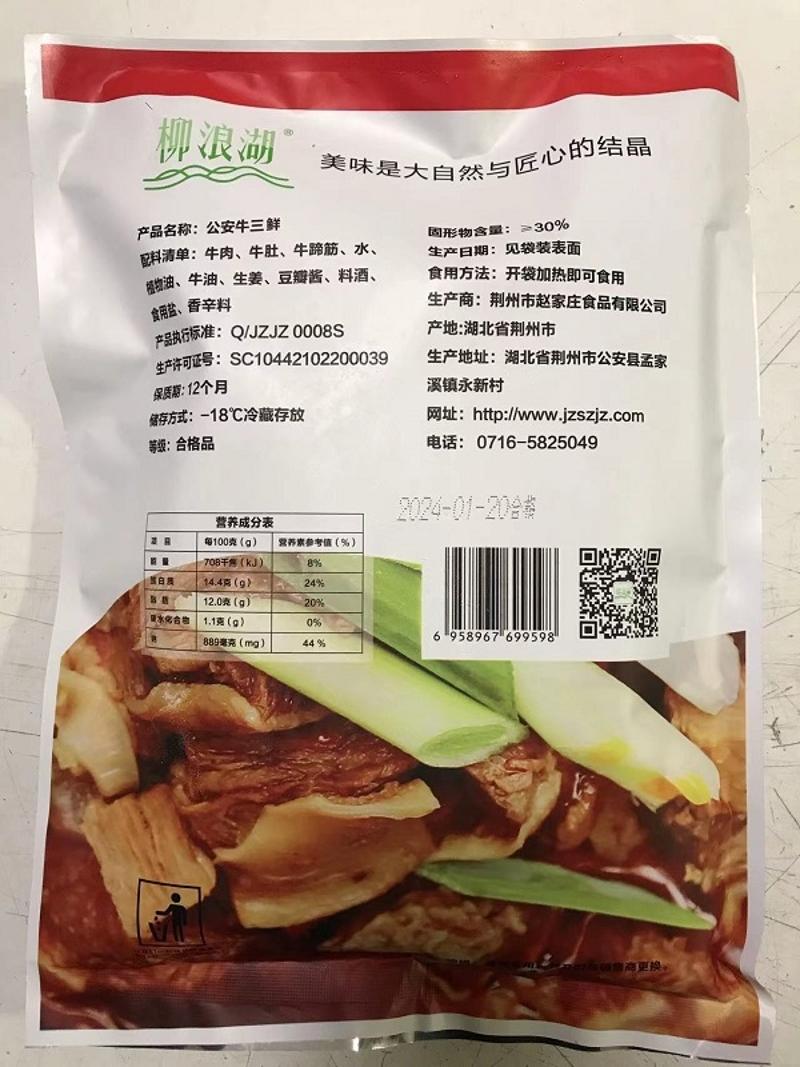 柳浪湖®
美味是大自然与匠心的结晶
产品名称：公安牛三鲜
配料清单：牛肉、牛肚、牛蹄筋、水、
植物油、牛油、生姜、豆瓣酱、料酒、
食用盐、香辛料
产品执行标准：Q/JZJZ 0008S
生产许可证号：SC10442102200039
保质期：12个月
储存方式：-18℃冷藏存放
等级：合格品
固形物含量：≥30%
生产日期：见袋装表面
食用方法：开袋加热即可食用
生产商：荆州市赵家庄食品有限公司
产地:湖北省荆州市
生产地址：湖北省荆州市公安县孟家
溪镇永新村
网址：http://www.jzszjz.com
电话：0716-5825049
2024-01-20合格
营养成分表
项目 每100克(g) 营养素参考值(%)
能量 708千焦(kJ) 8%
蛋白质 14.4克(g) 24%
脂肪 12.0克(g) 20%
碳水化合物 1.1克(g) 0%
钠 889毫克(mg) 44%
6 958967 699598
销售商更换。